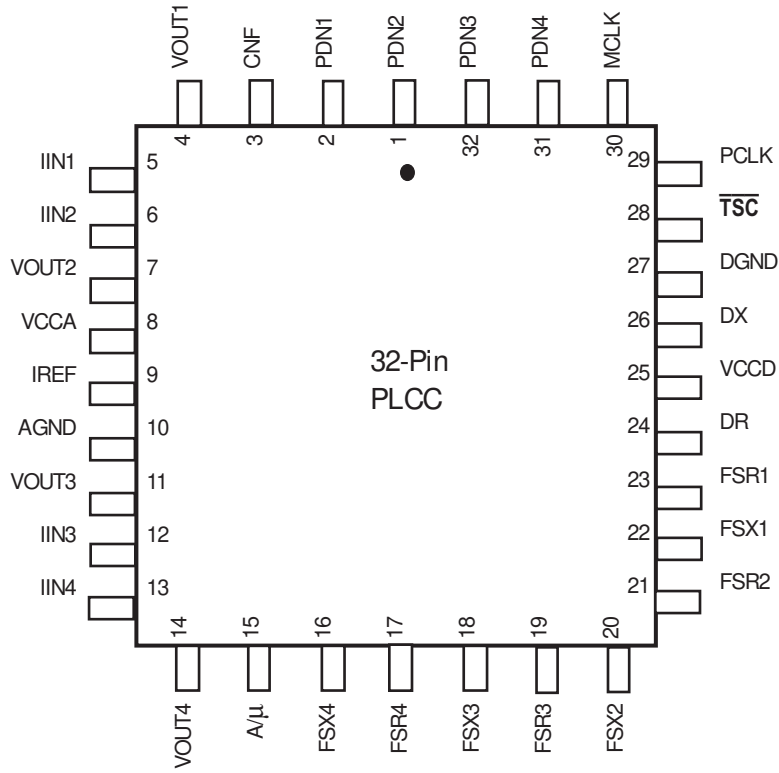 VOUT1
CNF
PDN1
PDN2
PDN3
PDN4
MCLK
4
3
2
1
32
31
30
IIN1 5
IIN2 6
VOUT2 7
VCCA 8
IREF 9
AGND 10
VOUT3 11
IIN3 12
IIN4 13
32-Pin
PLCC
29 PCLK
28 T̅S̅C̅
27 DGND
26 DX
25 VCCD
24 DR
23 FSR1
22 FSX1
21 FSR2
14
15
16
17
18
19
20
VOUT4
A/μ
FSX4
FSR4
FSX3
FSR3
FSX2